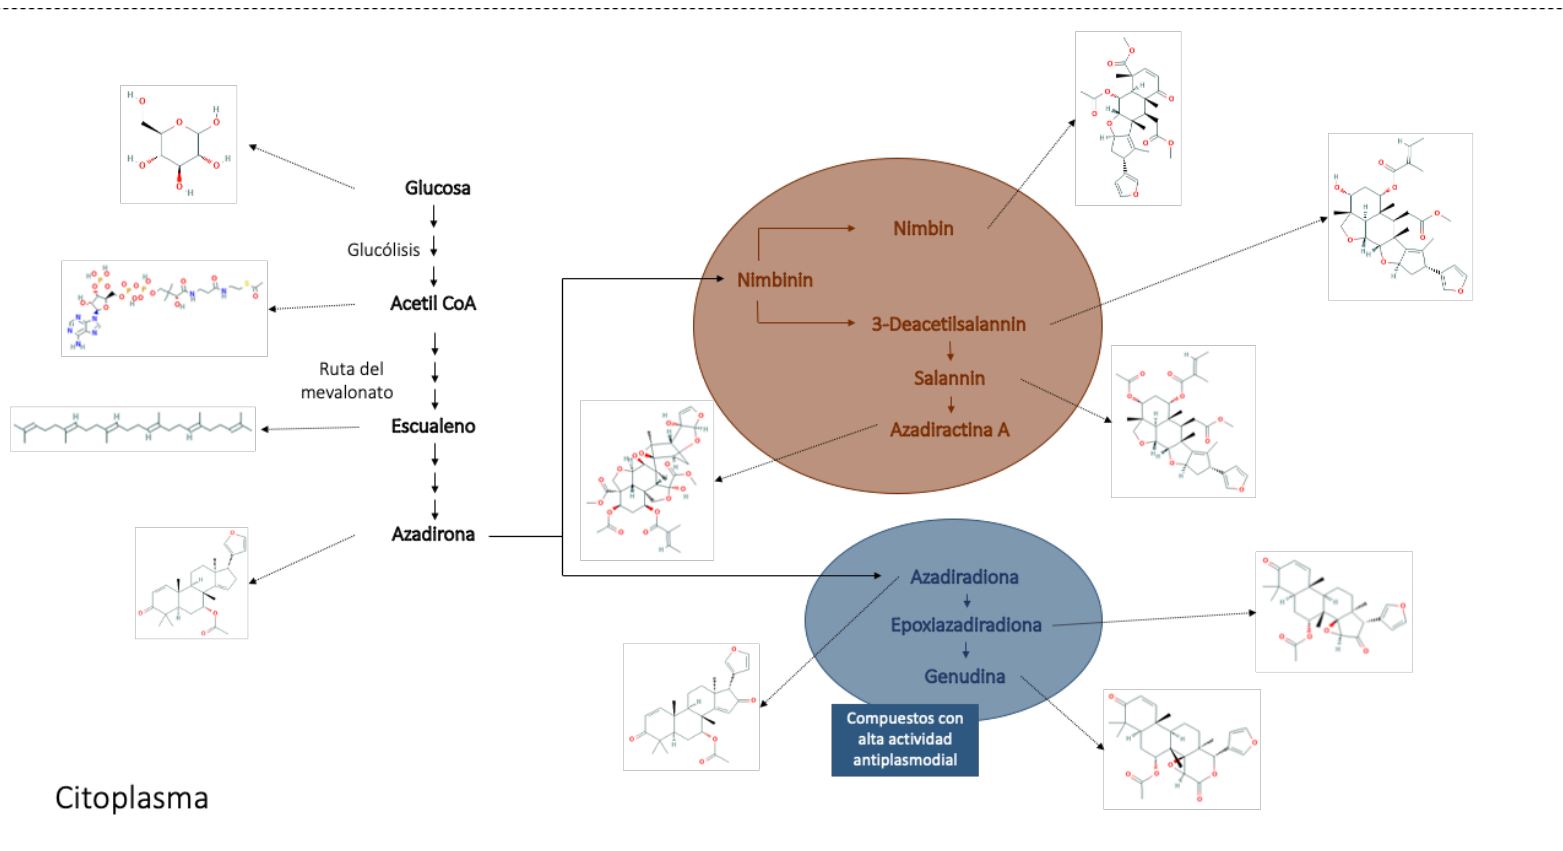 Glucosa
Glucólisis
Acetil CoA
Ruta del
mevalonato
Escualeno
Azadirona
Nimbin
Nimbinin
3-Deacetilsalannin
Salannin
Azadiractina A
Azadiradiona
Epoxiazadiradiona
Genudina
Compuestos con
alta actividad
antiplasmodial
Citoplasma